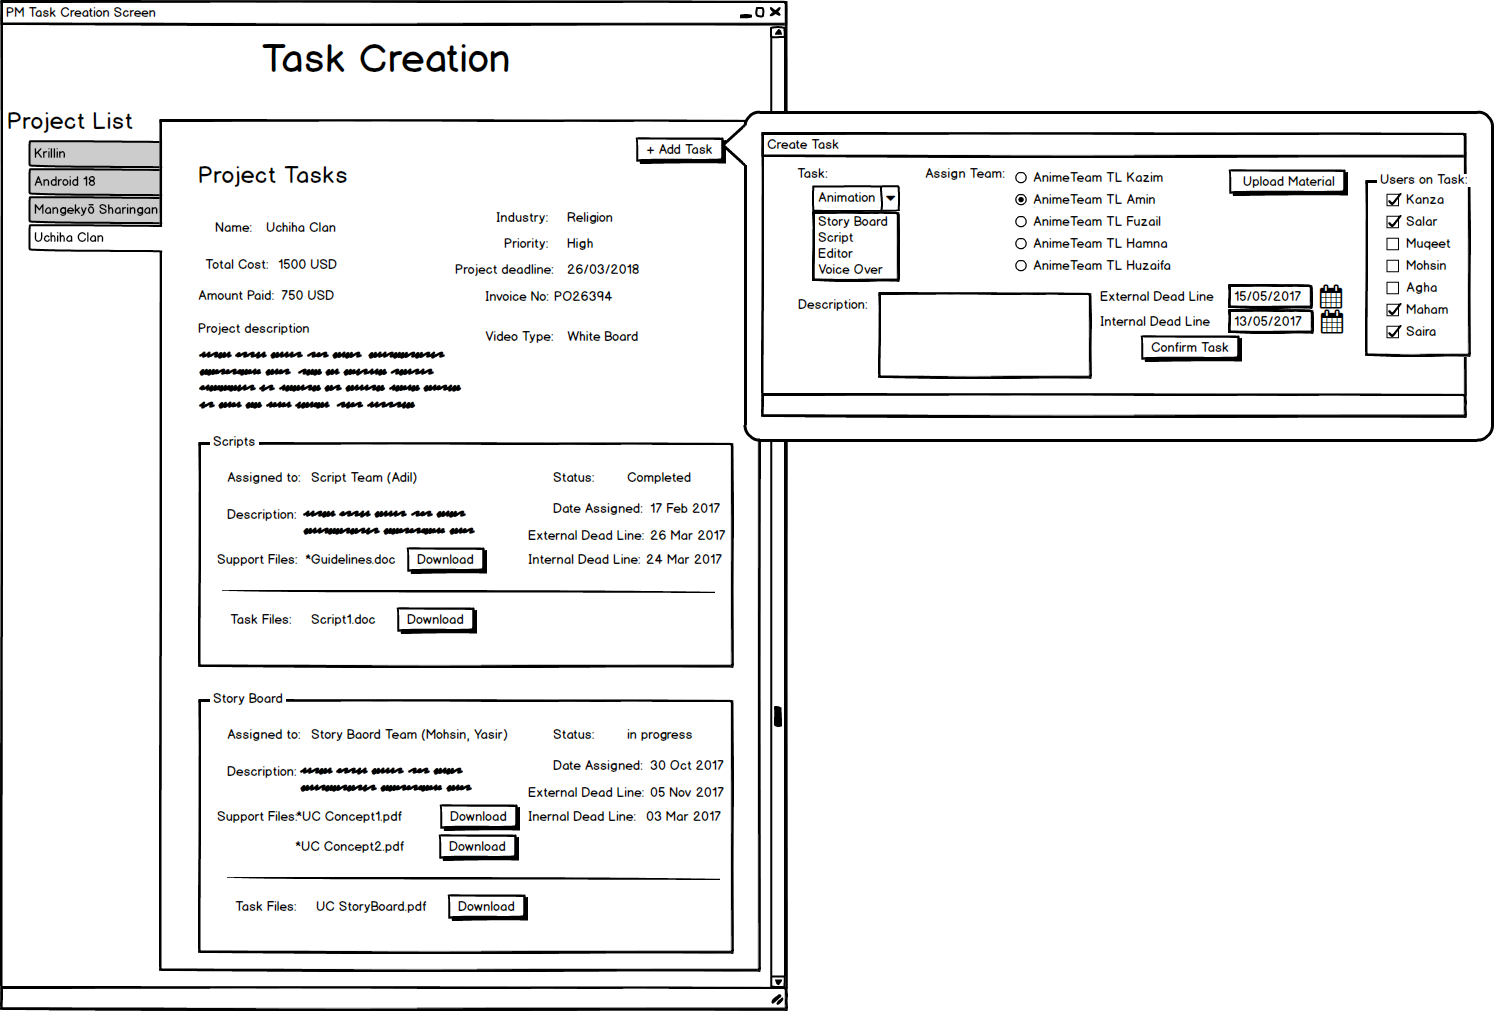 PM Task Creation Screen
Task Creation
Project List
Krillin
Android 18
Mangekyō Sharingan
Uchiha Clan
+ Add Task
Project Tasks
Name: Uchiha Clan
Total Cost: 1500 USD
Amount Paid: 750 USD
Project description
Industry: Religion
Priority: High
Project deadline: 26/03/2018
Invoice No: PO26394
Video Type: White Board
Scripts
Assigned to: Script Team (Adil)
Status: Completed
Description:
Date Assigned: 17 Feb 2017
External Dead Line: 26 Mar 2017
Support Files: *Guidelines.doc Download
Internal Dead Line: 24 Mar 2017
Task Files: Script1.doc Download
Story Board
Assigned to: Story Baord Team (Mohsin, Yasir)
Status: in progress
Description:
Date Assigned: 30 Oct 2017
External Dead Line: 05 Nov 2017
Support Files:*UC Concept1.pdf Download
Inernal Dead Line: 03 Mar 2017
*UC Concept2.pdf Download
Task Files: UC StoryBoard.pdf Download
Create Task
Task:
Animation
Story Board
Script
Editor
Voice Over
Assign Team:
AnimeTeam TL Kazim
AnimeTeam TL Amin
AnimeTeam TL Fuzail
AnimeTeam TL Hamna
AnimeTeam TL Huzaifa
Upload Material
Description:
External Dead Line 15/05/2017
Internal Dead Line 13/05/2017
Confirm Task
Users on Task:
Kanza
Salar
Muqeet
Mohsin
Agha
Maham
Saira